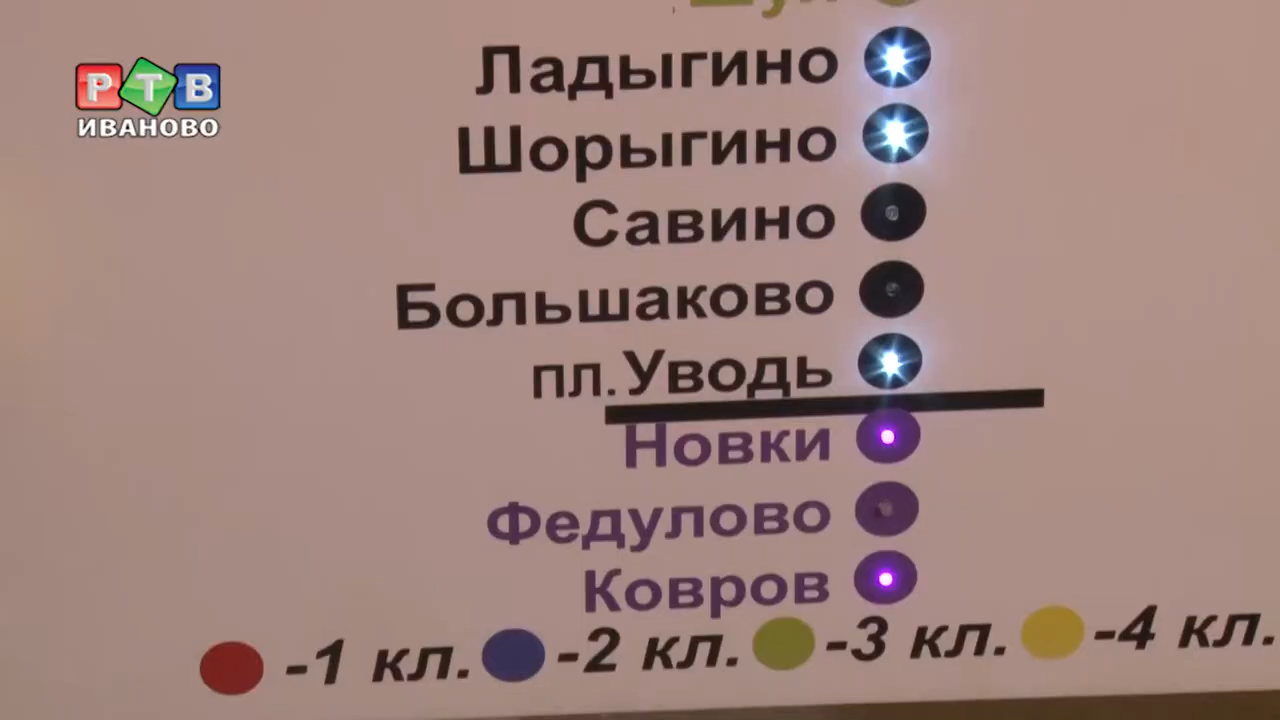 РТВ
ИВАНОВО
Ладыгино
Шорыгино
Савино
Большаково
пл.Уводь
Новки
Федулово
Ковров
-1 кл. -2 кл. -3 кл. -4 кл.